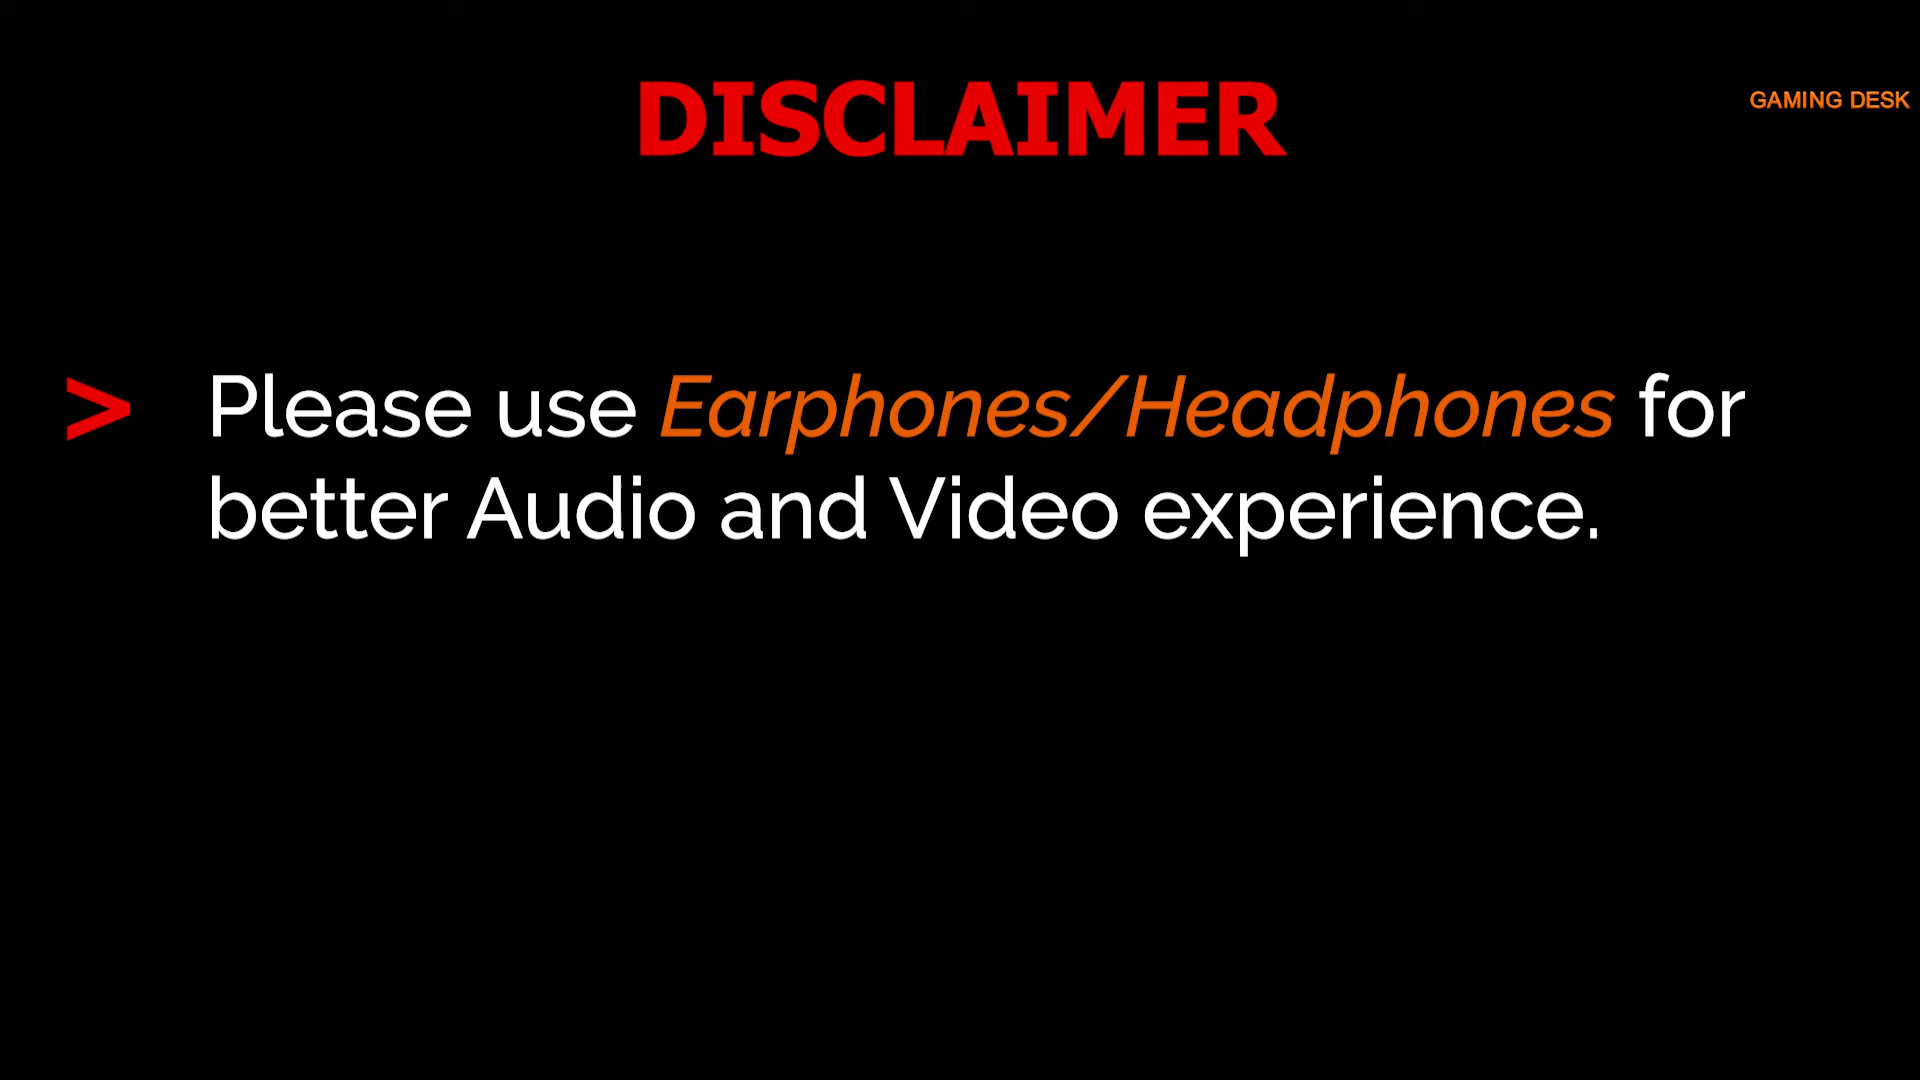 DISCLAIMER
GAMING DESK
> Please use Earphones/Headphones for
better Audio and Video experience.